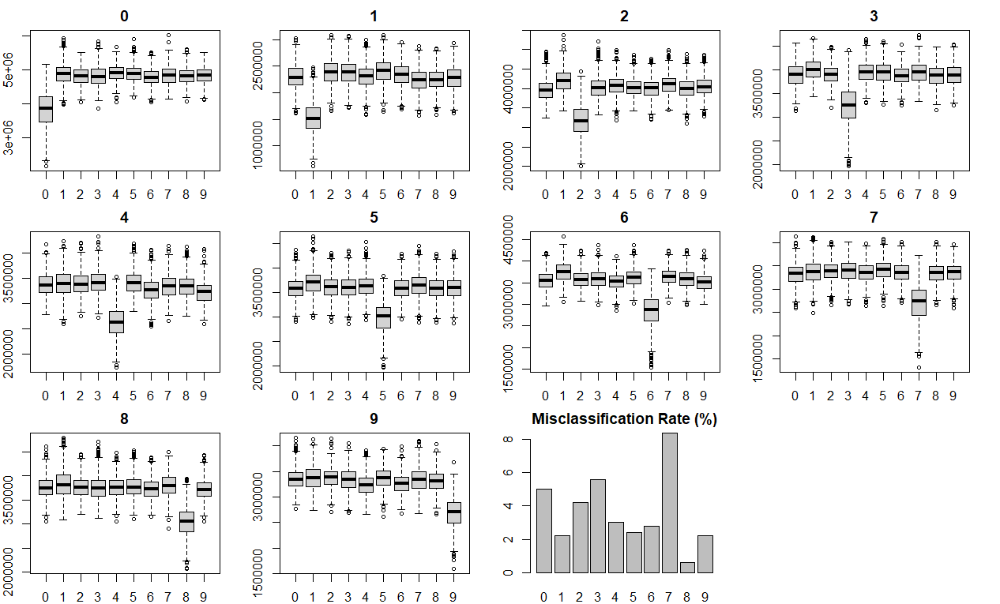 0
5e+06
3e+06
0 1 2 3 4 5 6 7 8 9
1
2500000
1000000
0 1 2 3 4 5 6 7 8 9
2
4000000
2000000
0 1 2 3 4 5 6 7 8 9
3
3500000
2000000
0 1 2 3 4 5 6 7 8 9
4
3500000
2000000
0 1 2 3 4 5 6 7 8 9
5
3500000
2000000
0 1 2 3 4 5 6 7 8 9
6
4500000
3000000
1500000
0 1 2 3 4 5 6 7 8 9
7
3000000
1500000
0 1 2 3 4 5 6 7 8 9
8
3500000
2000000
0 1 2 3 4 5 6 7 8 9
9
3000000
1500000
0 1 2 3 4 5 6 7 8 9
Misclassification Rate (%)
8
6
4
2
0
0 1 2 3 4 5 6 7 8 9